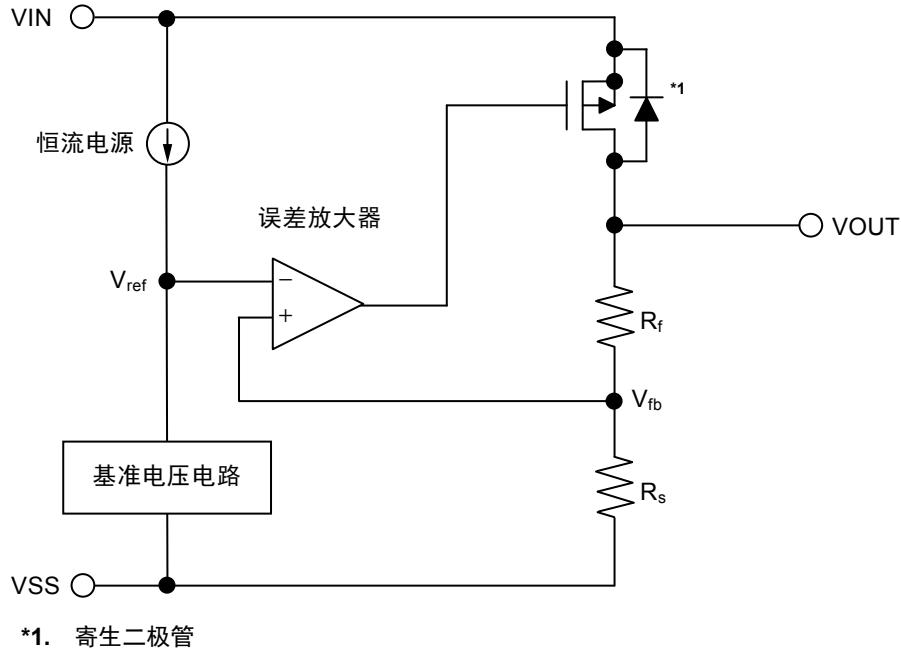 VIN
*1
恒流电源
误差放大器
VOUT
Vref
−
+
Rf
Vfb
基准电压电路
Rs
VSS
*1. 寄生二极管